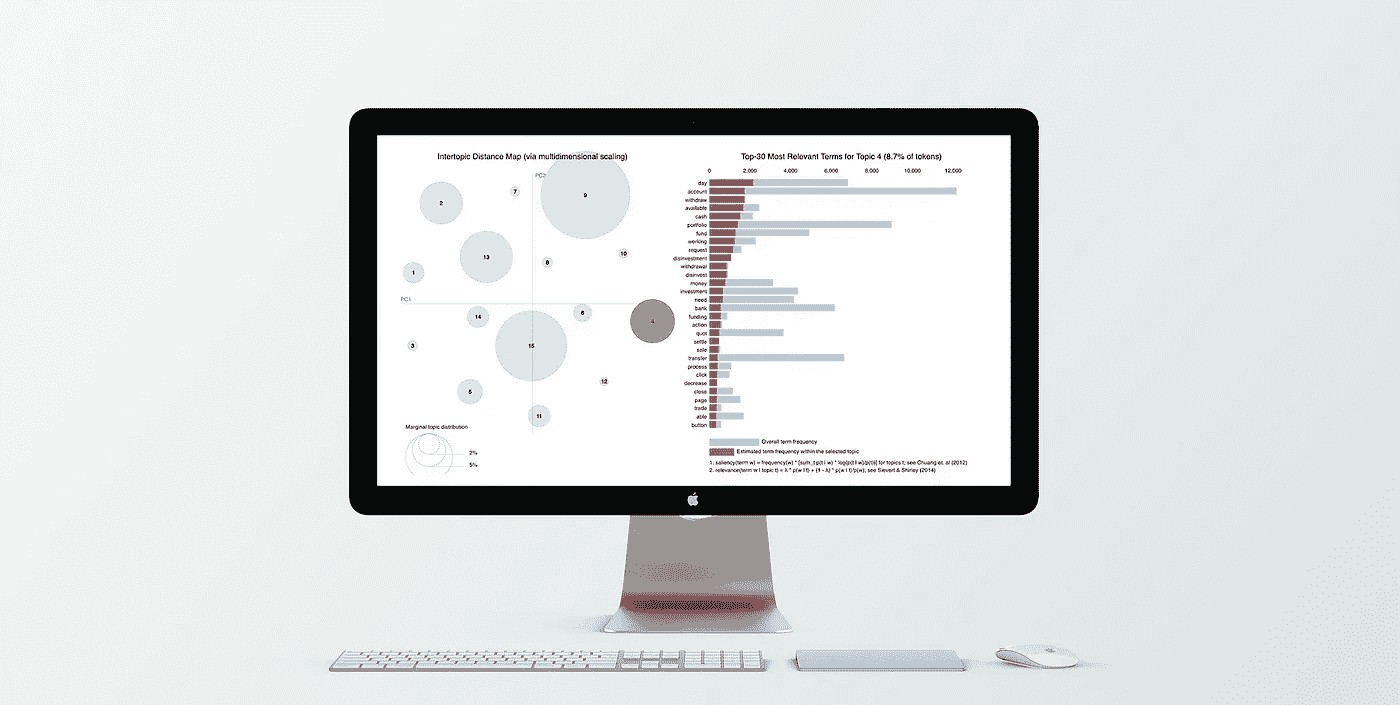 Intertopic Distance Map (via multidimensional scaling)
PC2
PC1
2
7
9
13
8
10
1
14
6
4
3
15
5
12
11
Marginal topic distribution
2%
5%
Top-30 Most Relevant Terms for Topic 4 (8.7% of tokens)
0 2,000 4,000 6,000 8,000 10,000 12,000
day
account
withdraw
available
cash
portfolio
fund
working
request
disinvestment
withdrawal
disinvest
money
investment
need
bank
funding
action
quot
settle
sale
transfer
process
click
decrease
close
page
trade
able
button
Overall term frequency
Estimated term frequency within the selected topic
1. saliency(term w) = frequency(w) * [sum_t p(t | w) * log(p(t | w)/p(t))] for topics t; see Chuang et. al (2012)
2. relevance(term w | topic t) = λ * p(w | t) + (1 - λ) * p(w | t)/p(w); see Sievert & Shirley (2014)